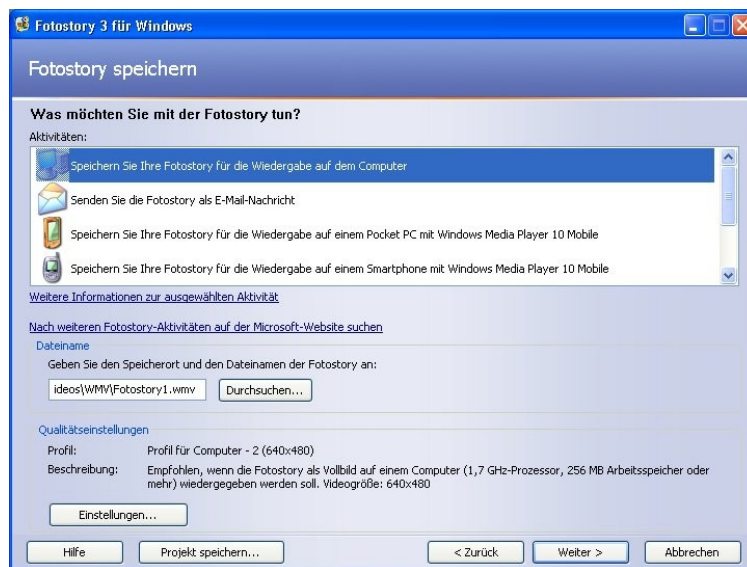 Fotostory 3 für Windows
Fotostory speichern
Was möchten Sie mit der Fotostory tun?
Aktivitäten:
Speichern Sie Ihre Fotostory für die Wiedergabe auf dem Computer
Senden Sie die Fotostory als E-Mail-Nachricht
Speichern Sie Ihre Fotostory für die Wiedergabe auf einem Pocket PC mit Windows Media Player 10 Mobile
Speichern Sie Ihre Fotostory für die Wiedergabe auf einem Smartphone mit Windows Media Player 10 Mobile
Weitere Informationen zur ausgewählten Aktivität
Nach weiteren Fotostory-Aktivitäten auf der Microsoft-Website suchen
Dateiname
Geben Sie den Speicherort und den Dateinamen der Fotostory an:
ideos\WMV\Fotostory1.wmv Durchsuchen...
Qualitätseinstellungen
Profil: Profil für Computer - 2 (640x480)
Beschreibung: Empfohlen, wenn die Fotostory als Vollbild auf einem Computer (1,7 GHz-Prozessor, 256 MB Arbeitsspeicher oder
mehr) wiedergegeben werden soll. Videogröße: 640x480
Einstellungen...
Hilfe Projekt speichern... < Zurück Weiter > Abbrechen